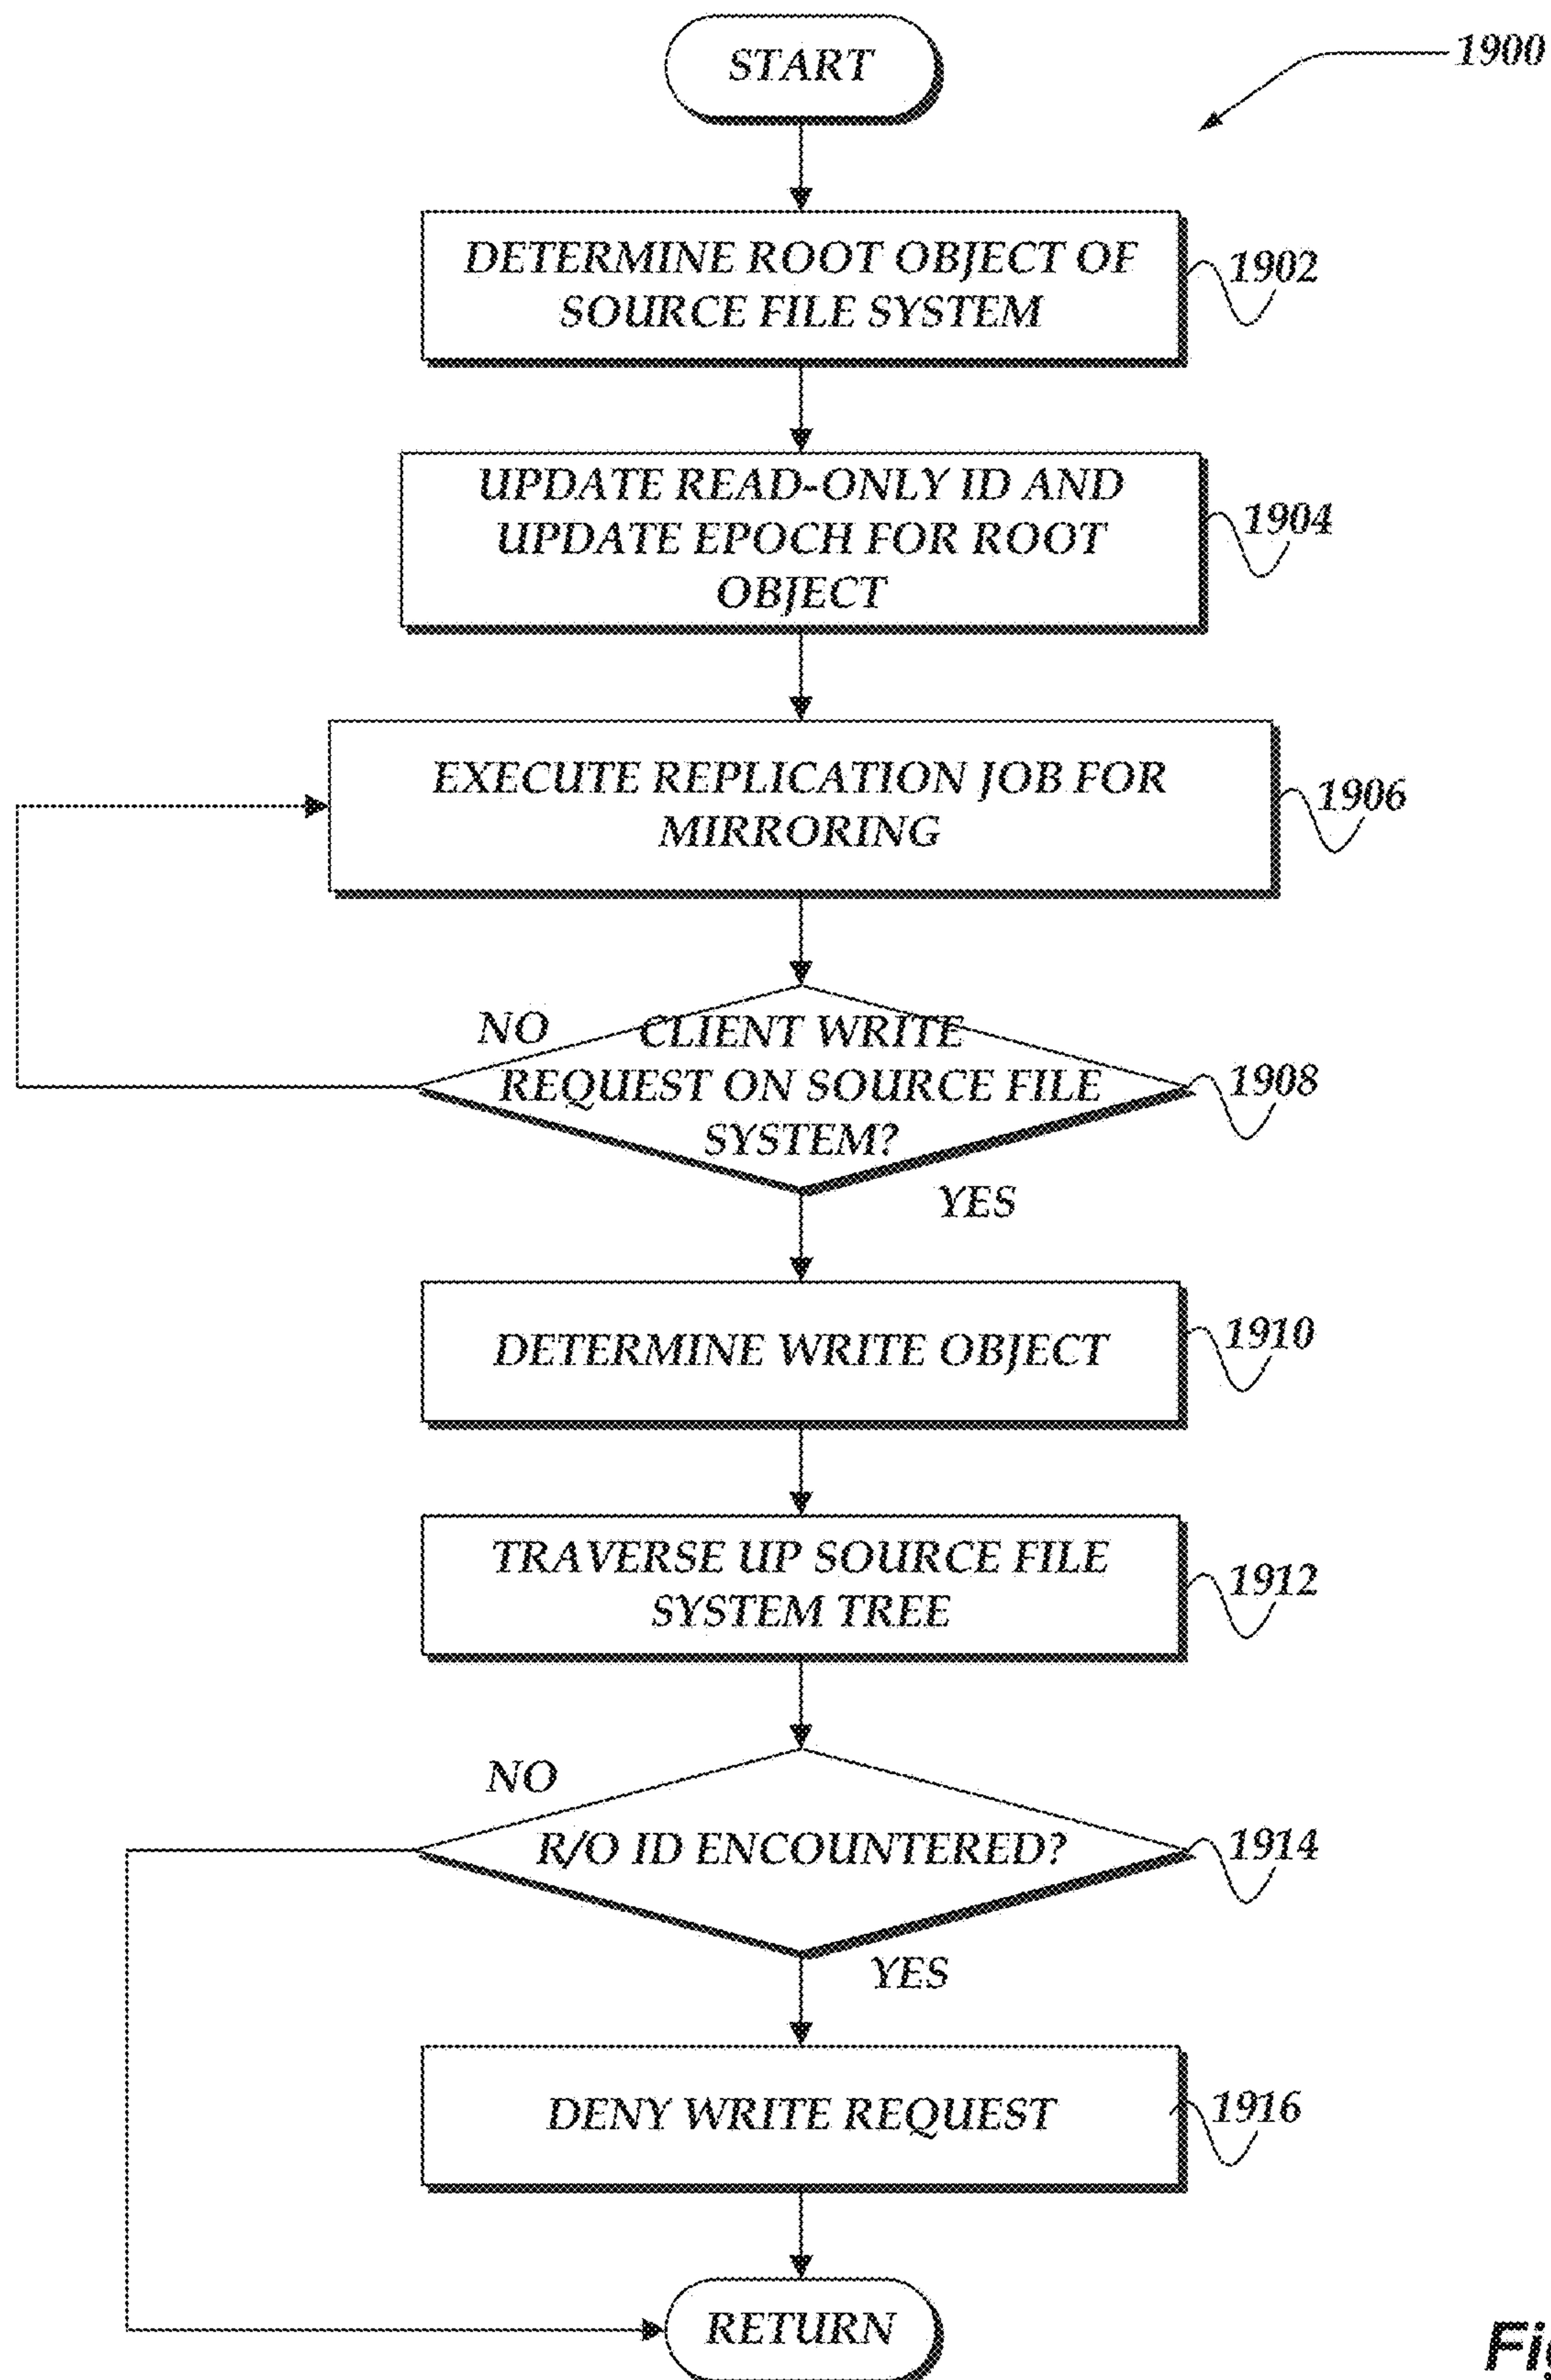 START
1900
DETERMINE ROOT OBJECT OF
SOURCE FILE SYSTEM
1902
UPDATE READ-ONLY ID AND
UPDATE EPOCH FOR ROOT
OBJECT
1904
EXECUTE REPLICATION JOB FOR
MIRRORING
1906
NO
CLIENT WRITE
REQUEST ON SOURCE FILE
SYSTEM?
1908
YES
DETERMINE WRITE OBJECT
1910
TRAVERSE UP SOURCE FILE
SYSTEM TREE
1912
NO
R/O ID ENCOUNTERED?
1914
YES
DENY WRITE REQUEST
1916
RETURN